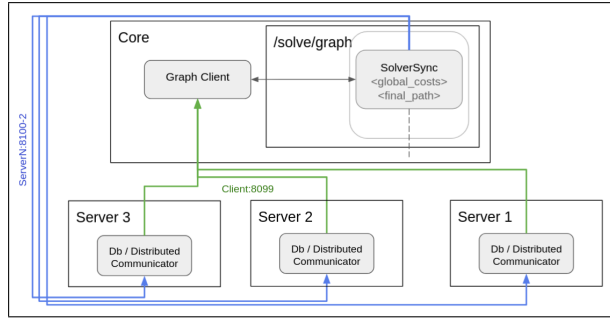 Core
/solve/graph
Graph Client
SolverSync
<global_costs>
<final_path>
ServerN:8100-2
Client:8099
Server 3
Server 2
Server 1
Db / Distributed
Communicator
Db / Distributed
Communicator
Db / Distributed
Communicator